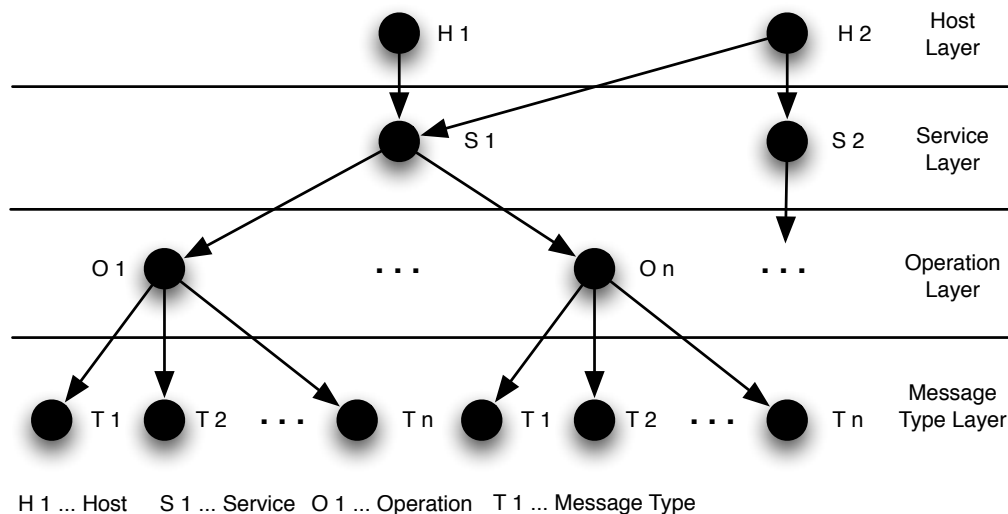 H 1
H 2
Host
Layer
S 1
S 2
Service
Layer
O 1
. . .
O n
. . .
Operation
Layer
T 1
T 2
. . .
T n
T 1
T 2
. . .
T n
Message
Type Layer
H 1 ... Host S 1 ... Service O 1 ... Operation T 1 ... Message Type